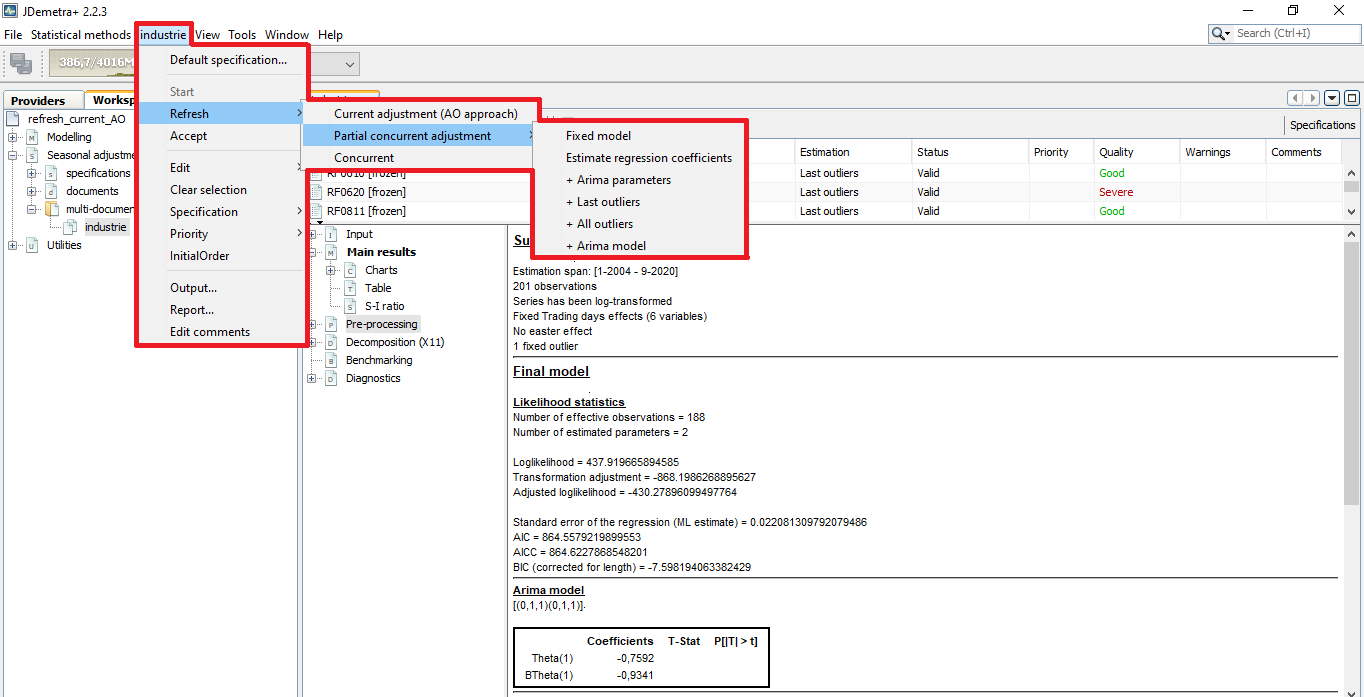 JDemetra+ 2.2.3
File Statistical methods industrie View Tools Window Help
Search (Ctrl+I)
386,7/4016M
Default specification...
Start
Refresh
Accept
Edit
Clear selection
Specification
Priority
InitialOrder
Output...
Report...
Edit comments
Current adjustment (AO approach)
Partial concurrent adjustment
Concurrent
Fixed model
Estimate regression coefficients
+ Arima parameters
+ Last outliers
+ All outliers
+ Arima model
Providers
refresh_current_AO
Modelling
Seasonal adjustme
specifications
documents
multi-documen
industrie
Utilities
Specifications
Estimation Status Priority Quality Warnings Comments
Last outliers Valid Good
RF0620 [frozen] Last outliers Valid Severe
RF0811 [frozen] Last outliers Valid Good
Input
Main results
Charts
Table
S-I ratio
Pre-processing
Decomposition (X11)
Benchmarking
Diagnostics
Estimation span: [1-2004 - 9-2020]
201 observations
Series has been log-transformed
Fixed Trading days effects (6 variables)
No easter effect
1 fixed outlier
Final model
Likelihood statistics
Number of effective observations = 188
Number of estimated parameters = 2
Loglikelihood = 437.919665894585
Transformation adjustment = -868.1986268895627
Adjusted loglikelihood = -430.27896099497764
Standard error of the regression (ML estimate) = 0.022081309792079486
AIC = 864.5579219899553
AICC = 864.6227868548201
BIC (corrected for length) = -7.598194063382429
Arima model
[(0,1,1)(0,1,1)].
Coefficients T-Stat P[|T| > t]
Theta(1) -0,7592
BTheta(1) -0,9341